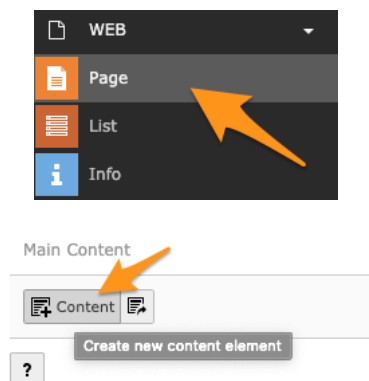 WEB
Page
List
i Info
Main Content
Content
Create new content element
?